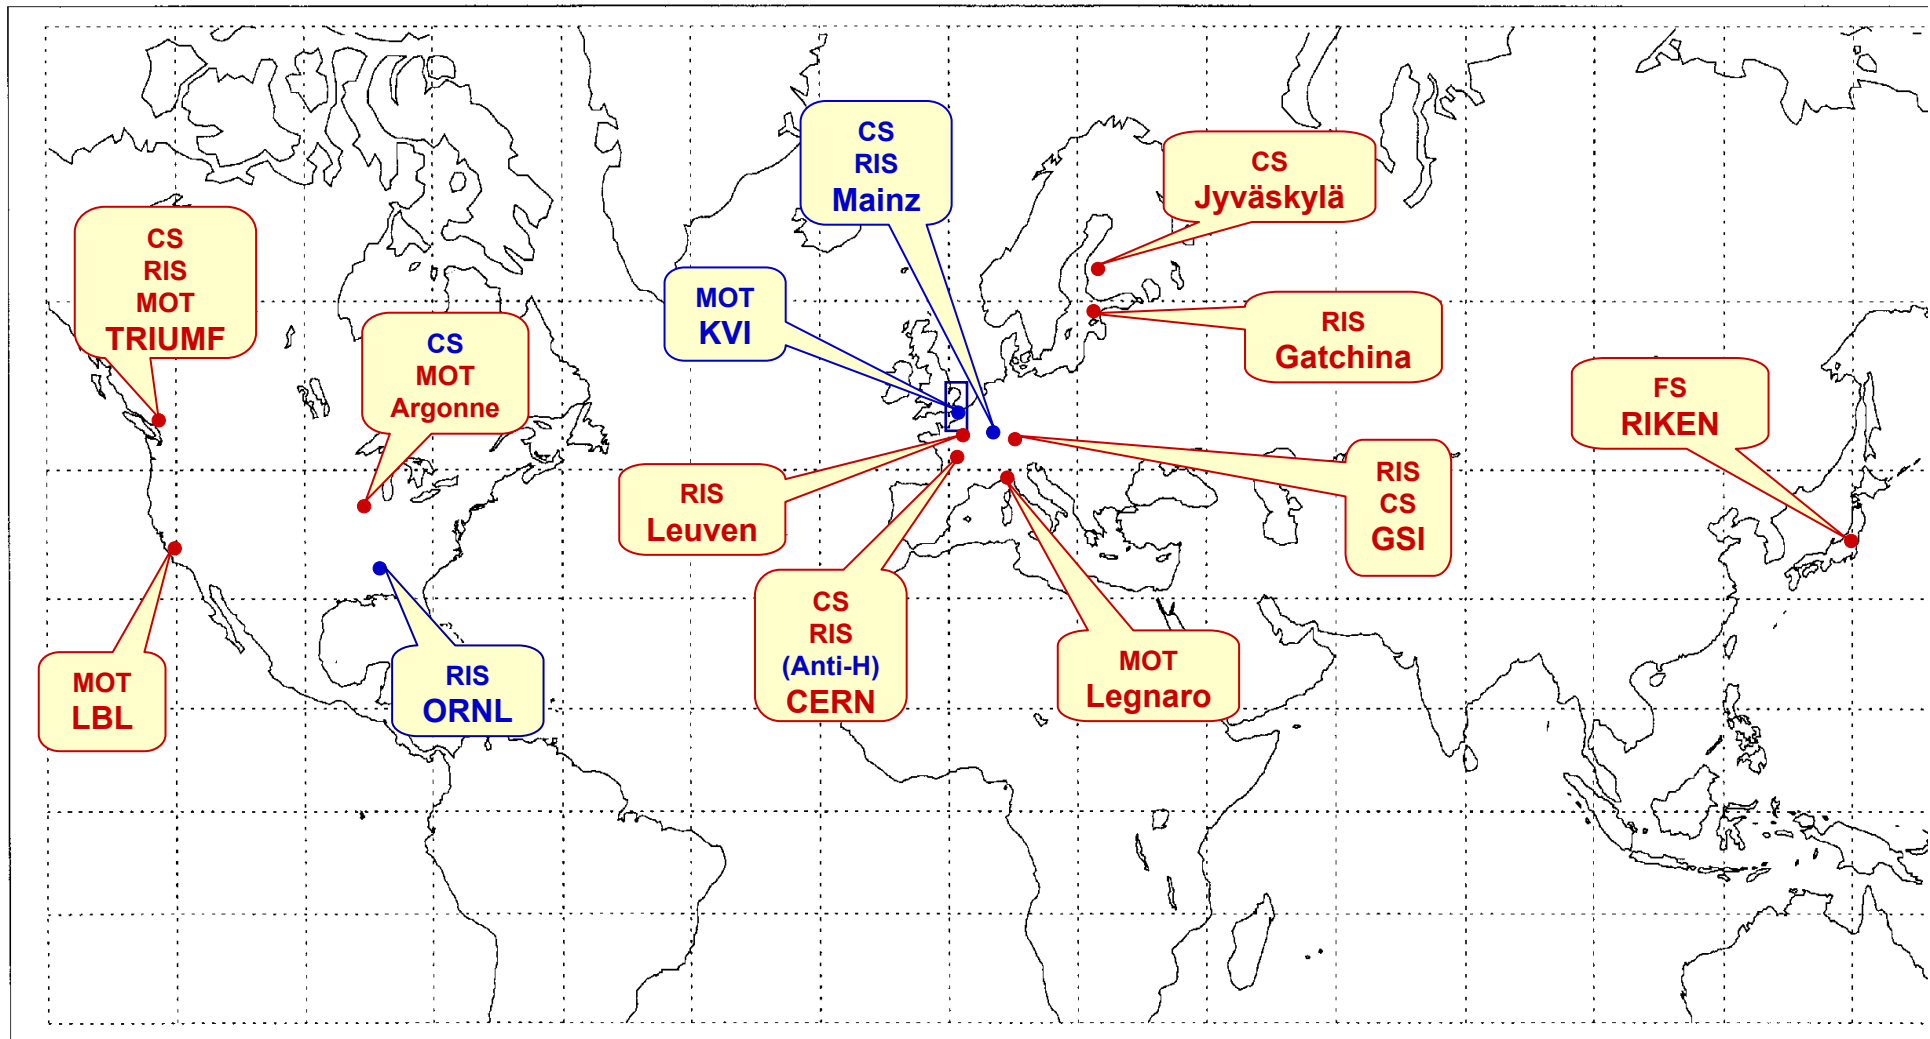 CS
RIS
Mainz
CS
Jyväskylä
CS
RIS
MOT
TRIUMF
MOT
KVI
RIS
Gatchina
CS
MOT
Argonne
FS
RIKEN
RIS
Leuven
RIS
CS
GSI
CS
RIS
(Anti-H)
CERN
MOT
Legnaro
MOT
LBL
RIS
ORNL